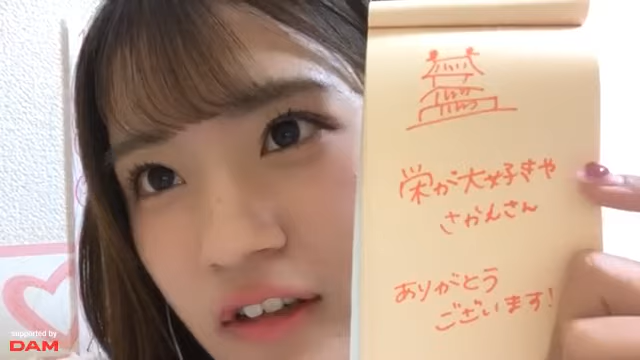 栄が大好きや
さかんさん
ありがとう
ございます!
supported by
DAM